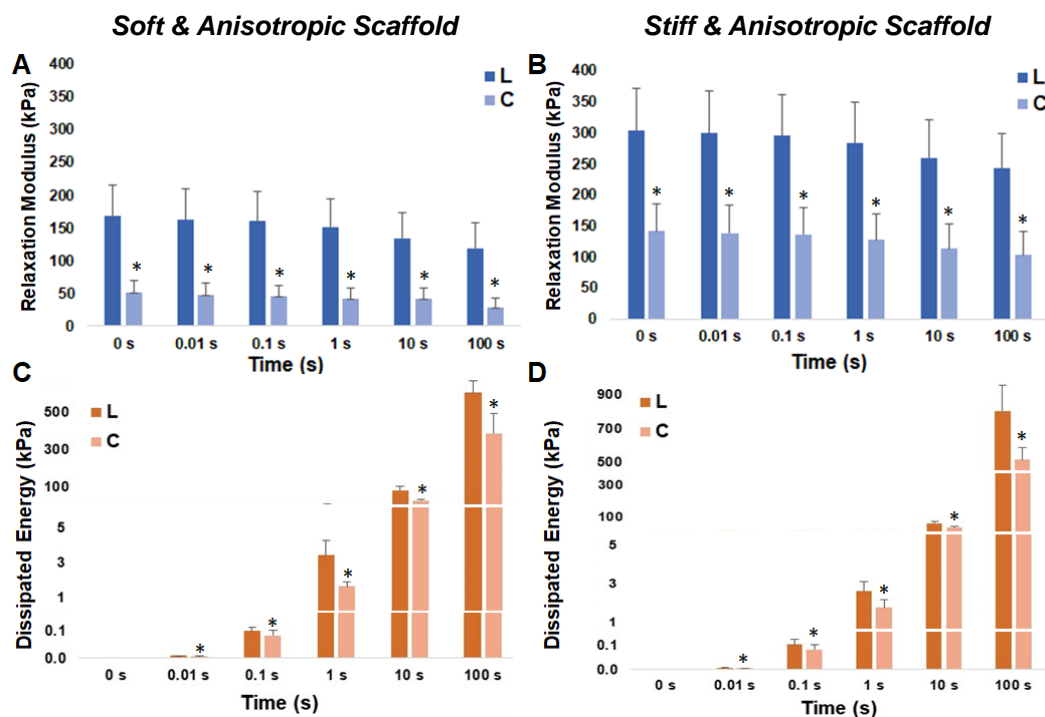 Soft & Anisotropic Scaffold
Stiff & Anisotropic Scaffold
A
Relaxation Modulus (kPa)
400
350
300
250
200
150
100
50
0
L
C
* * * * * *
0 s 0.01 s 0.1 s 1 s 10 s 100 s
Time (s)
B
Relaxation Modulus (kPa)
400
350
300
250
200
150
100
50
0
L
C
* * * * * *
0 s 0.01 s 0.1 s 1 s 10 s 100 s
Time (s)
C
Dissipated Energy (kPa)
500
300
100
5
3
1
0.1
0.0
L
C
* * * * *
0 s 0.01 s 0.1 s 1 s 10 s 100 s
Time (s)
D
Dissipated Energy (kPa)
900
700
500
300
100
5
3
1
0.1
0.0
L
C
* * * * *
0 s 0.01 s 0.1 s 1 s 10 s 100 s
Time (s)